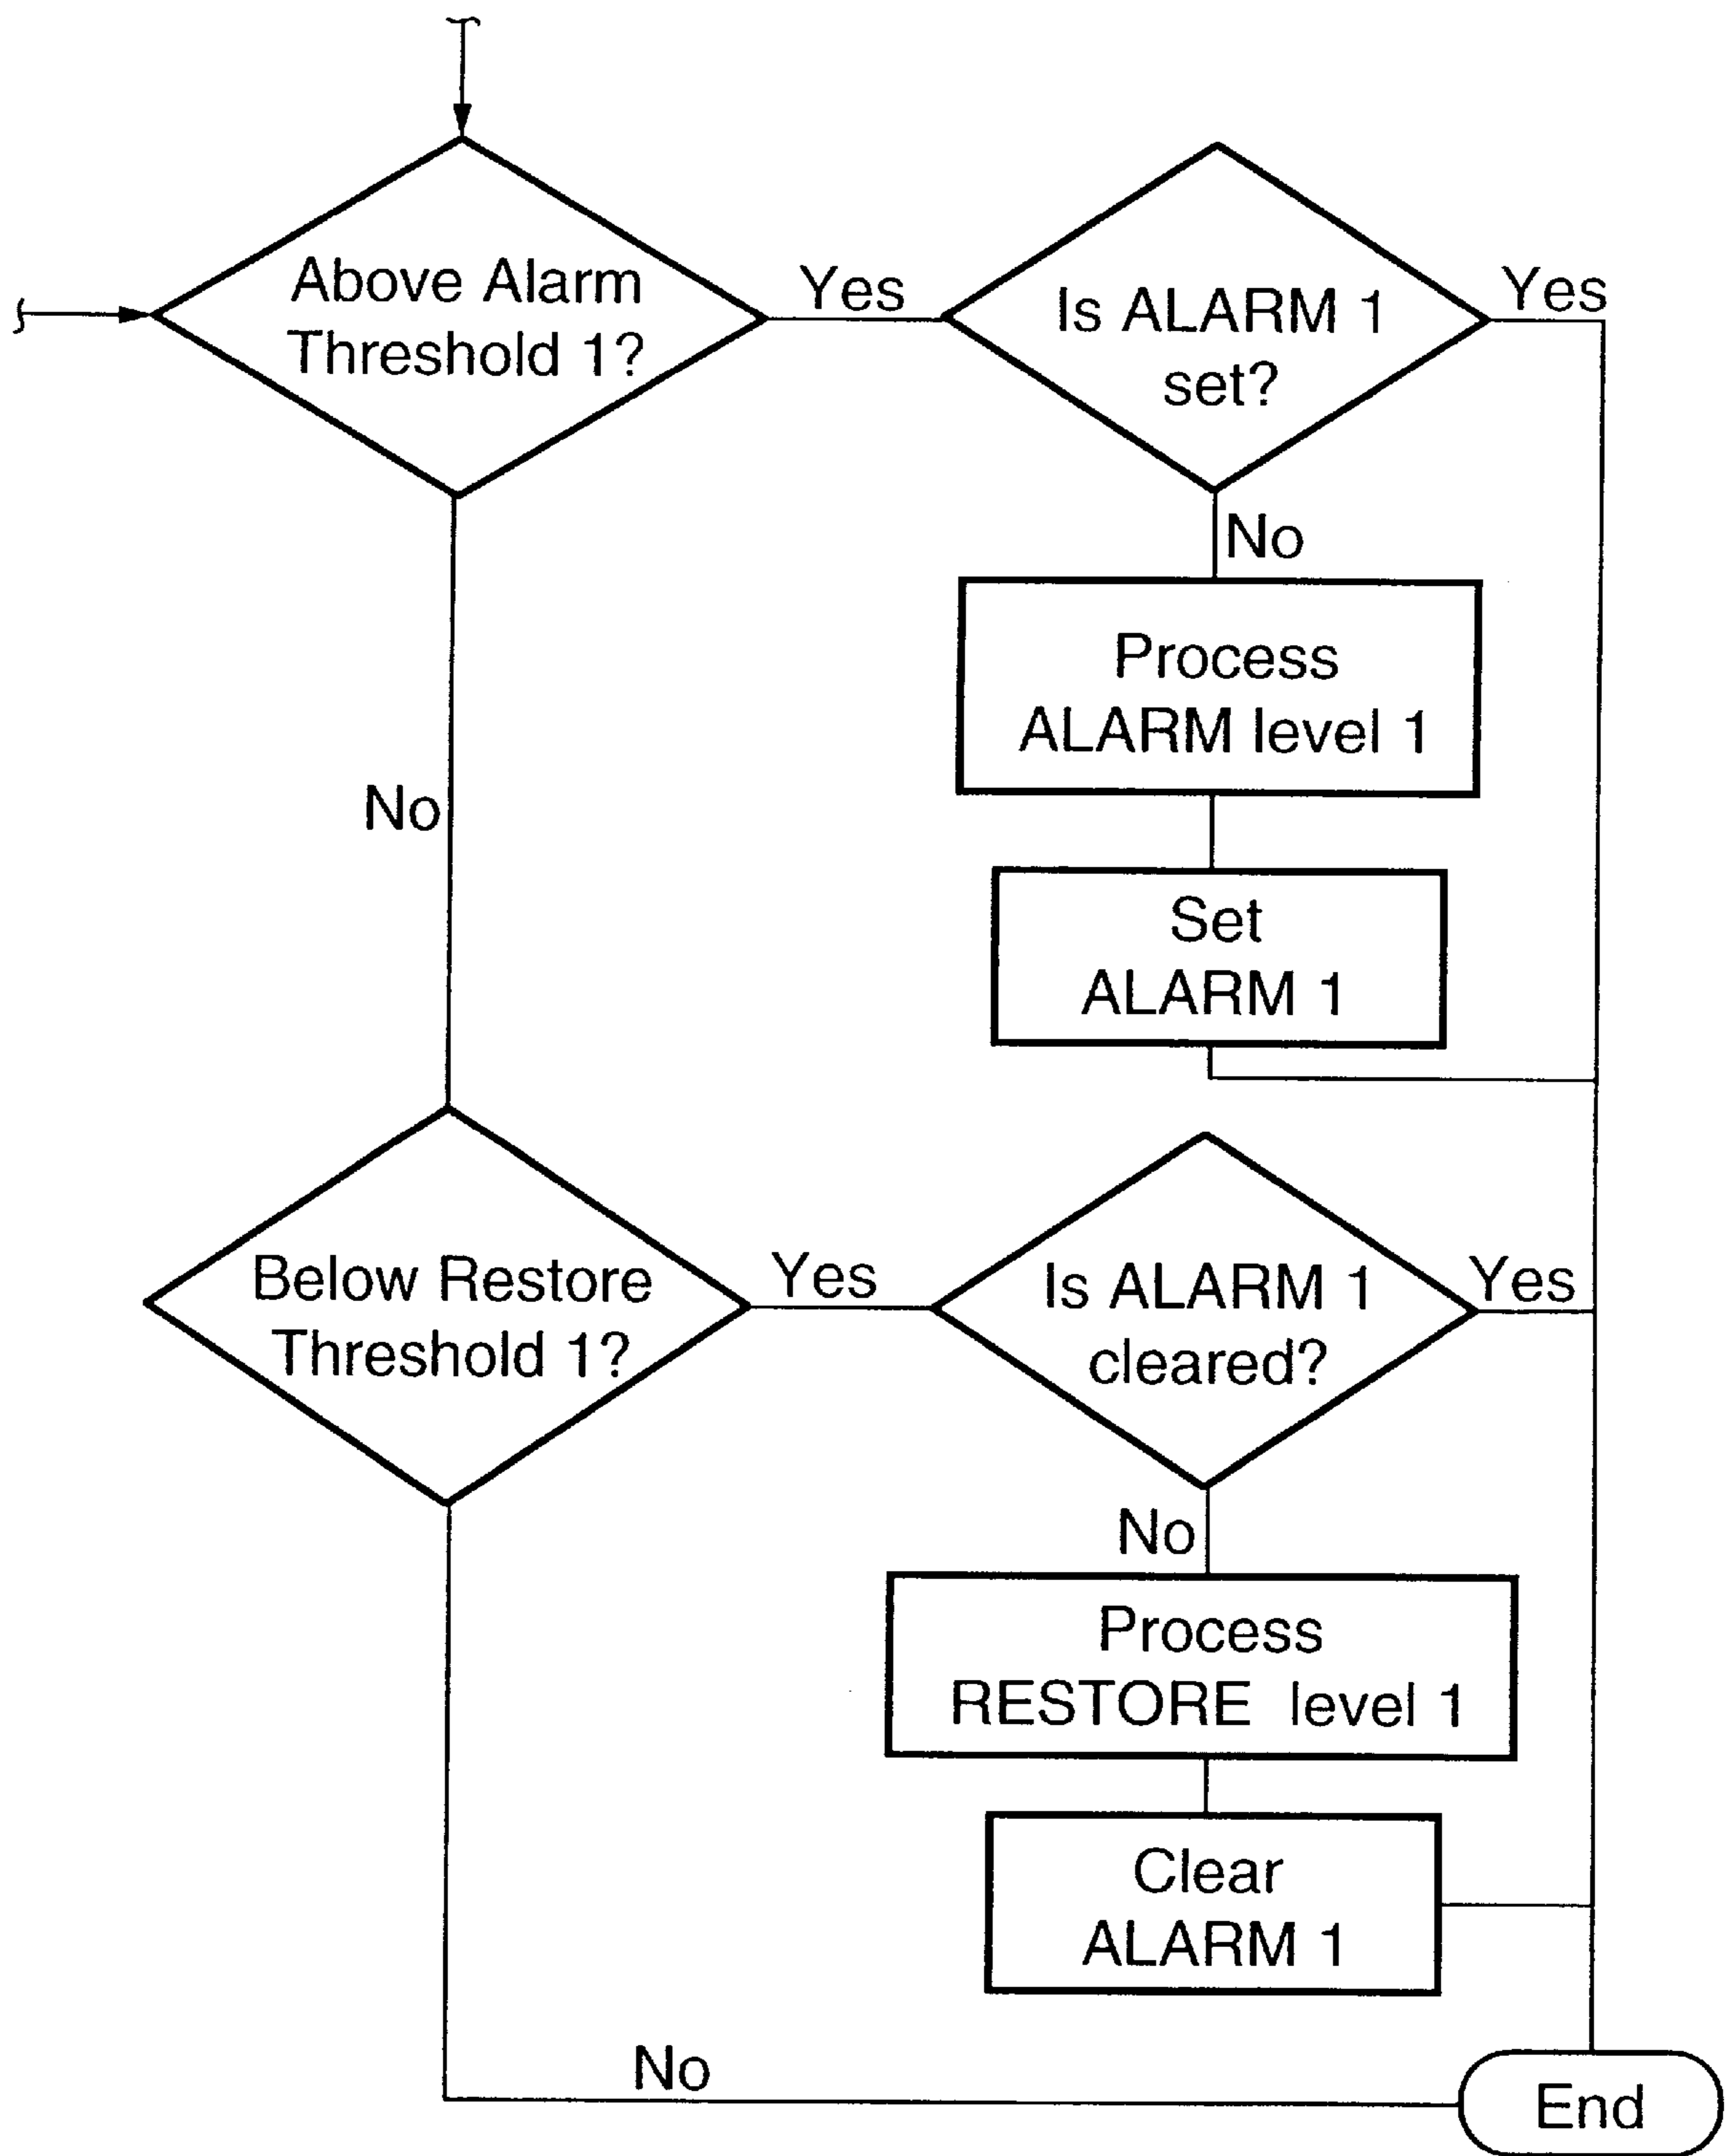 Above Alarm
Threshold 1?
Yes
Is ALARM 1
set?
Yes
No
Process
ALARM level 1
No
Set
ALARM 1
Below Restore
Threshold 1?
Yes
Is ALARM 1
cleared?
Yes
No
Process
RESTORE level 1
Clear
ALARM 1
No
End